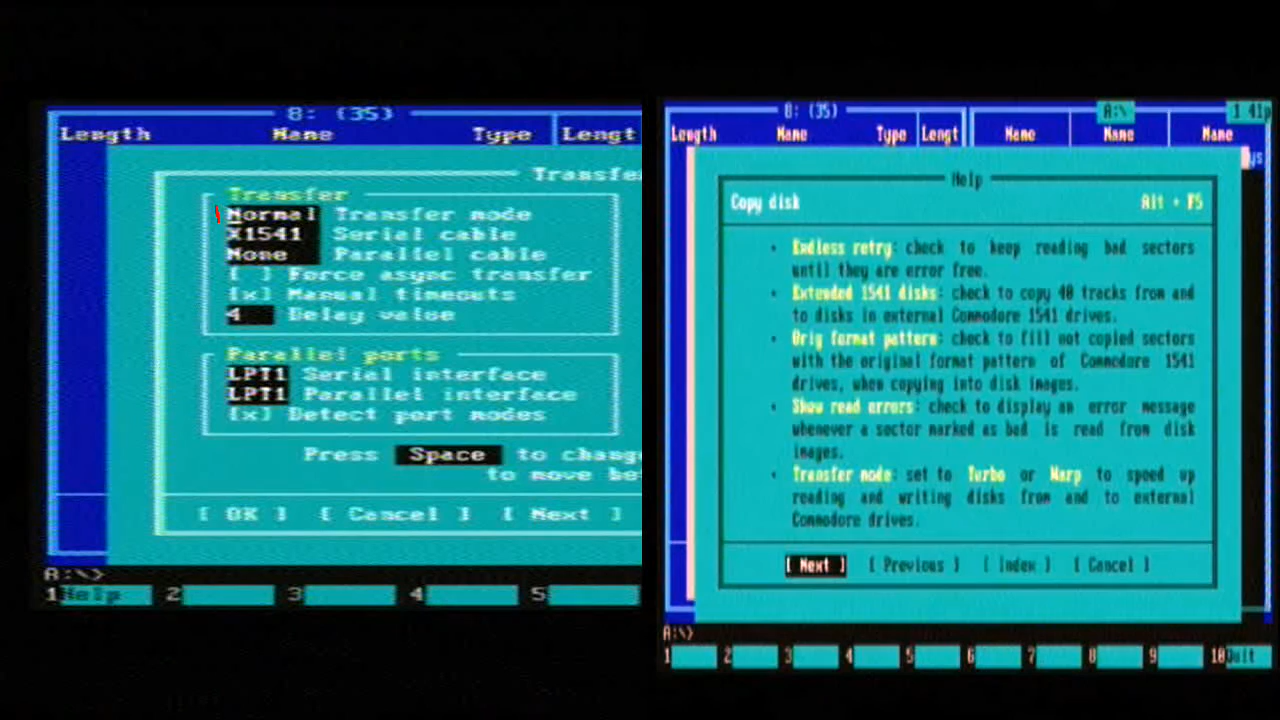 8: (35)
Length Name Type Lengt
Transfe
Transfer
Normal Transfer mode
X1541 Serial cable
None Parallel cable
[ ] Force async transfer
[x] Manual timeouts
4 Delay value
Parallel ports
LPT1 Serial interface
LPT1 Parallel interface
[x] Detect port modes
Press Space to chang
to move be
[ OK ] [ Cancel ] [ Next ]
A:\>
1Help 2 3 4 5
8: (35) A:\ 1 41p
Length Name Type Lengt Name Name Name
ys
Help
Copy disk Alt + F5
• Endless retry: check to keep reading bad sectors
until they are error free.
• Extended 1541 disks: check to copy 40 tracks from and
to disks in external Commodore 1541 drives.
• Orig format pattern: check to fill not copied sectors
with the original format pattern of Commodore 1541
drives, when copying into disk images.
• Show read errors: check to display an error message
whenever a sector marked as bad is read from disk
images.
• Transfer mode: set to Turbo or Warp to speed up
reading and writing disks from and to external
Commodore drives.
[ Next ] [ Previous ] [ Index ] [ Cancel ]
A:\>
1 2 3 4 5 6 7 8 9 10Quit